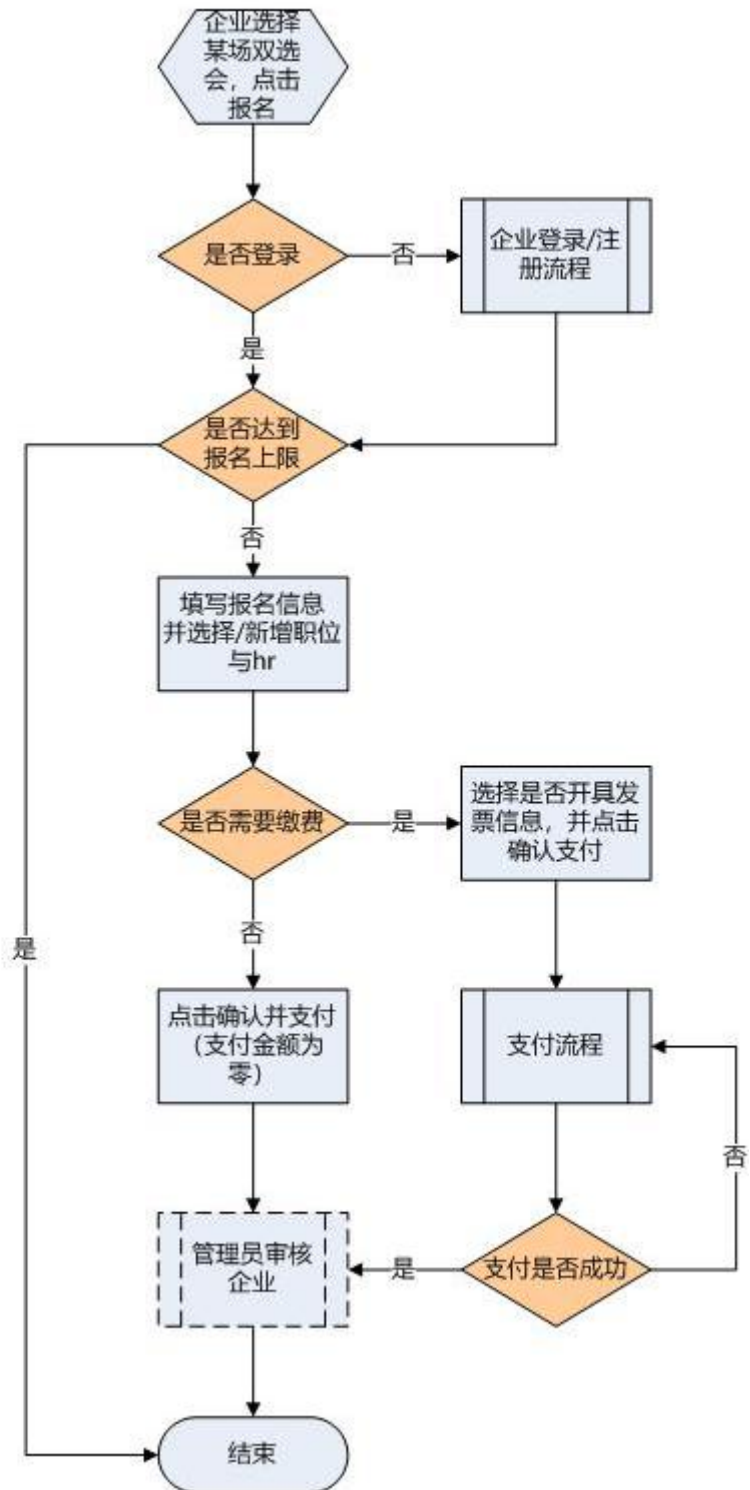 企业选择
某场双选
会，点击
报名
是否登录
否
企业登录/注
册流程
是
是否达到
报名上限
否
填写报名信息
并选择/新增职位
与hr
是否需要缴费
是
选择是否开具发
票信息，并点击
确认支付
否
是
点击确认并支付
（支付金额为
零）
支付流程
否
管理员审核
企业
是
支付是否成功
结束